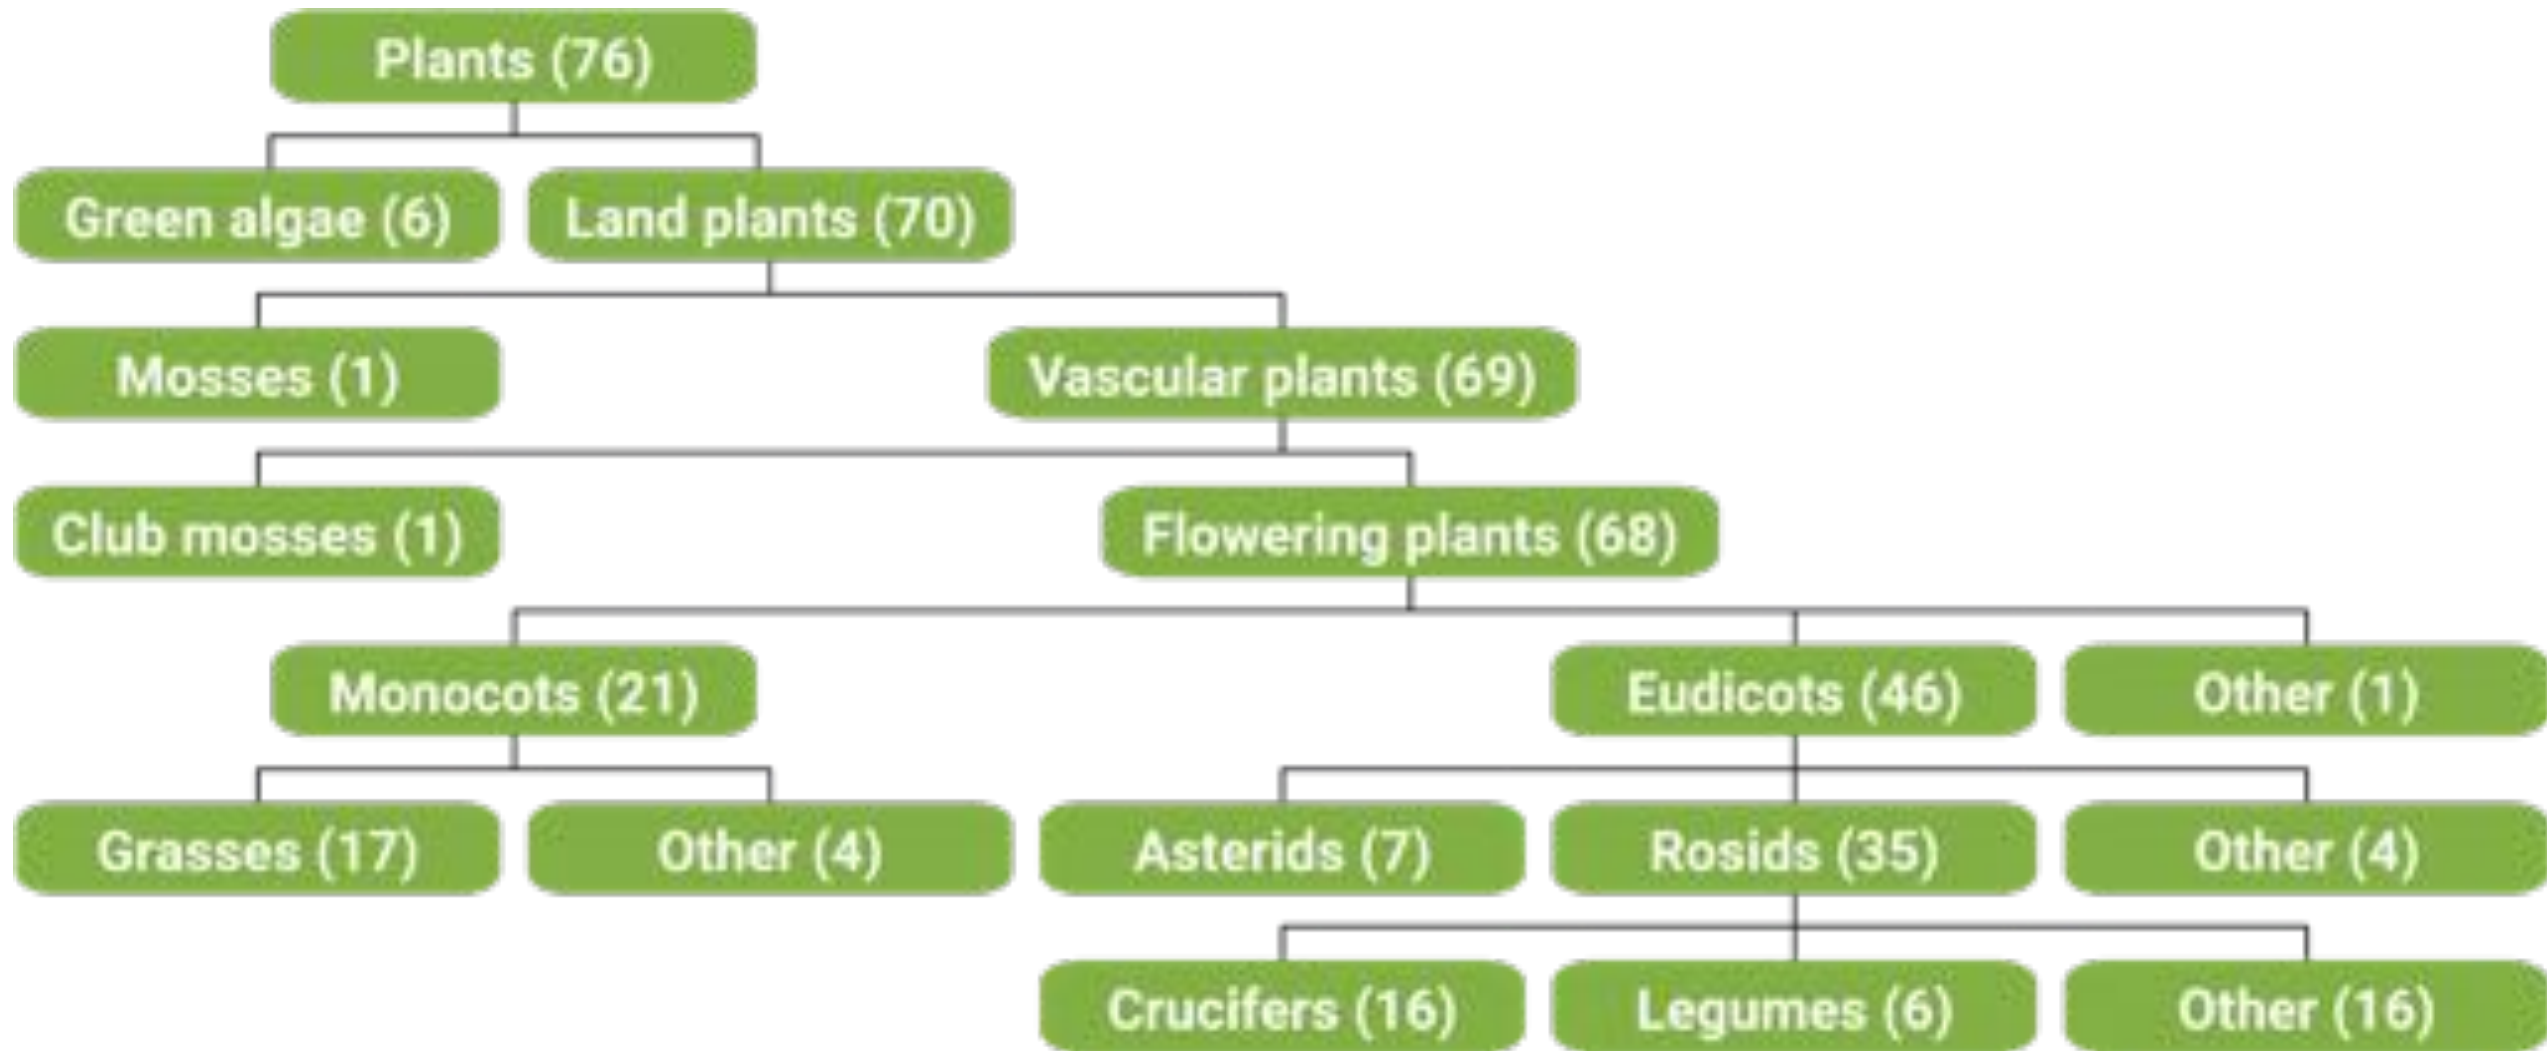 Plants (76)
Green algae (6) Land plants (70)
Mosses (1) Vascular plants (69)
Club mosses (1) Flowering plants (68)
Monocots (21) Eudicots (46) Other (1)
Grasses (17) Other (4) Asterids (7) Rosids (35) Other (4)
Crucifers (16) Legumes (6) Other (16)